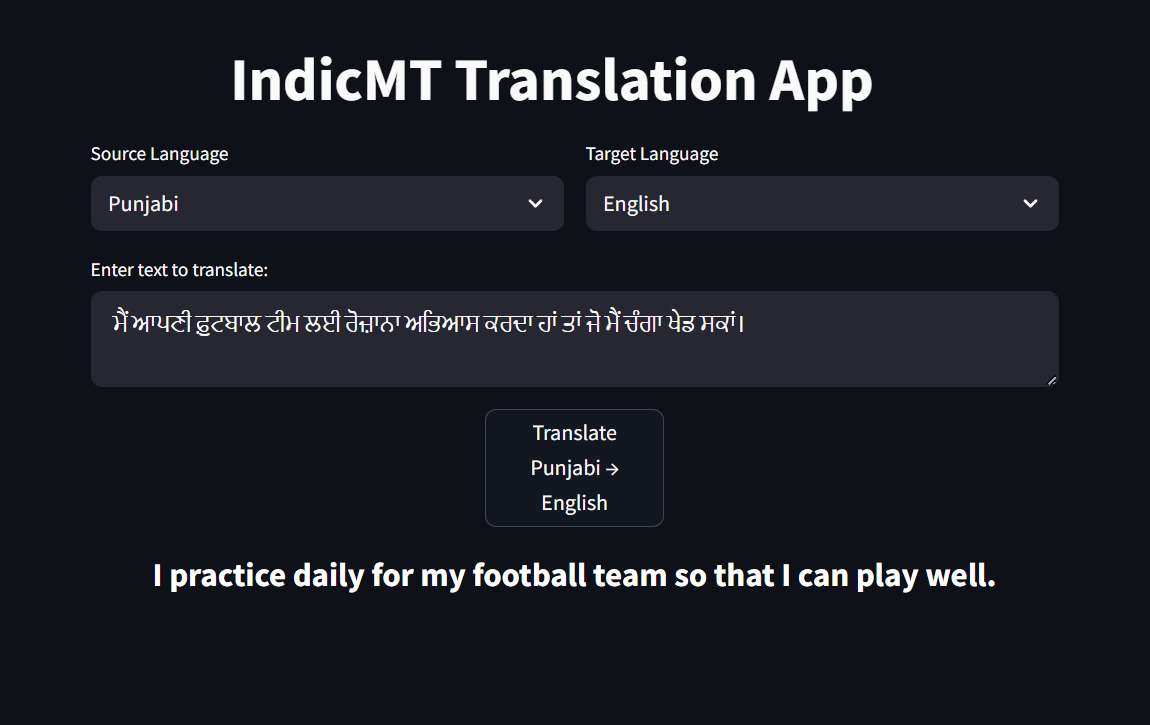 IndicMT Translation App
Source Language
Target Language
Punjabi
English
Enter text to translate:
ਮੈਂ ਆਪਣੀ ਫ਼ੁਟਬਾਲ ਟੀਮ ਲਈ ਰੋਜ਼ਾਨਾ ਅਭਿਆਸ ਕਰਦਾ ਹਾਂ ਤਾਂ ਜੋ ਮੈਂ ਚੰਗਾ ਖੇਡ ਸਕਾਂ।
Translate
Punjabi →
English
I practice daily for my football team so that I can play well.